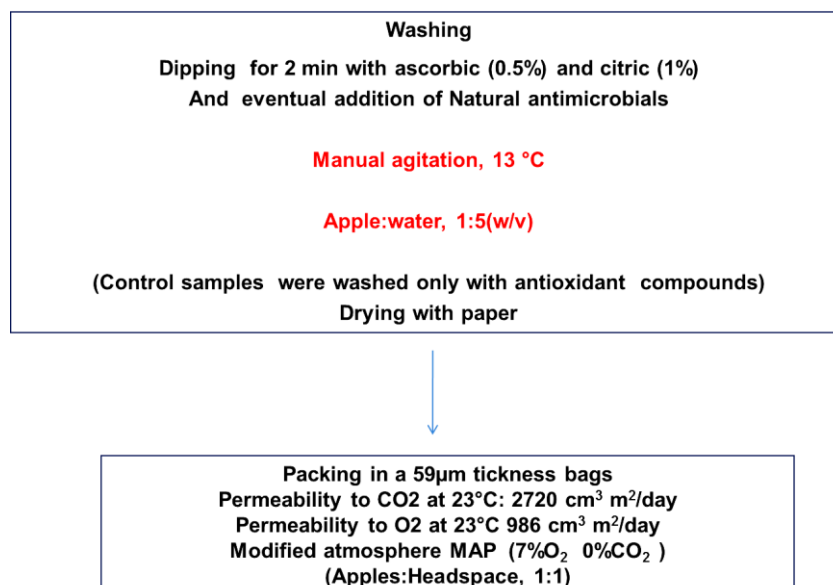 Washing
Dipping for 2 min with ascorbic (0.5%) and citric (1%)
And eventual addition of Natural antimicrobials
Manual agitation, 13 °C
Apple:water, 1:5(w/v)
(Control samples were washed only with antioxidant compounds)
Drying with paper
Packing in a 59µm tickness bags
Permeability to CO2 at 23°C: 2720 cm³ m²/day
Permeability to O2 at 23°C 986 cm³ m²/day
Modified atmosphere MAP (7%O₂ 0%CO₂ )
(Apples:Headspace, 1:1)